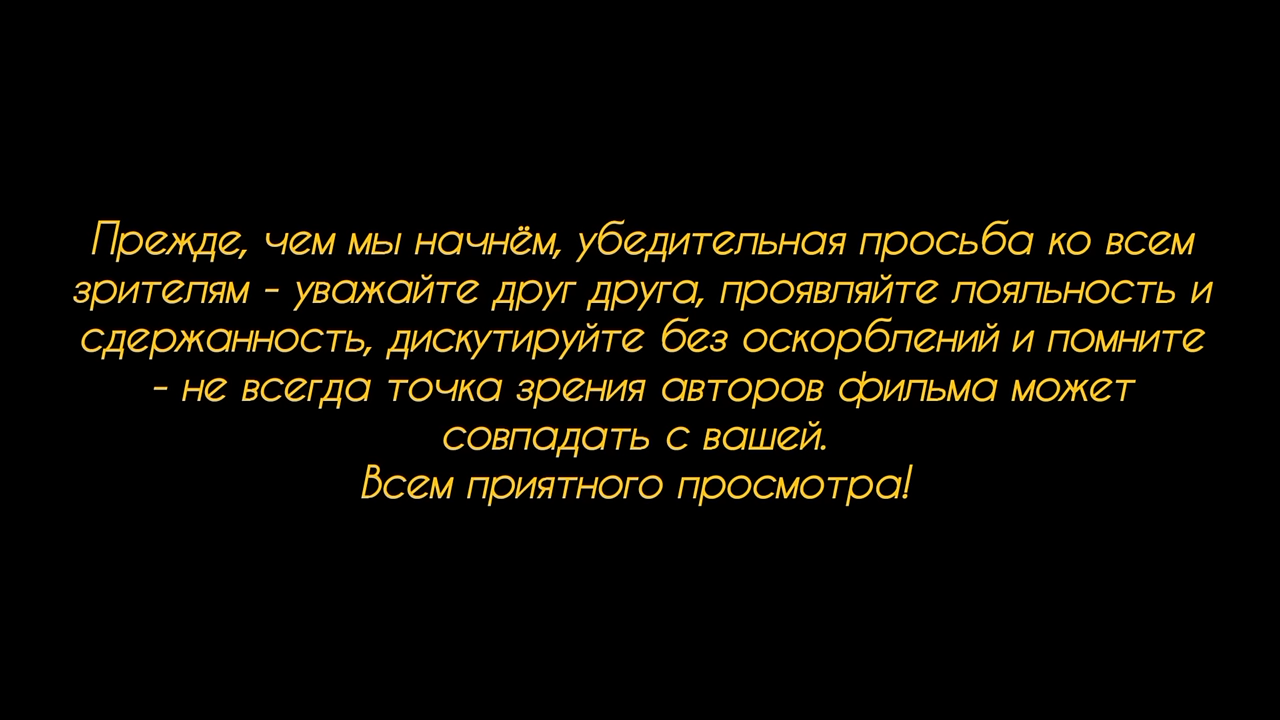 Прежде, чем мы начнём, убедительная просьба ко всем
зрителям - уважайте друг друга, проявляйте лояльность и
сдержанность, дискутируйте без оскорблений и помните
- не всегда точка зрения авторов фильма может
совпадать с вашей.
Всем приятного просмотра!